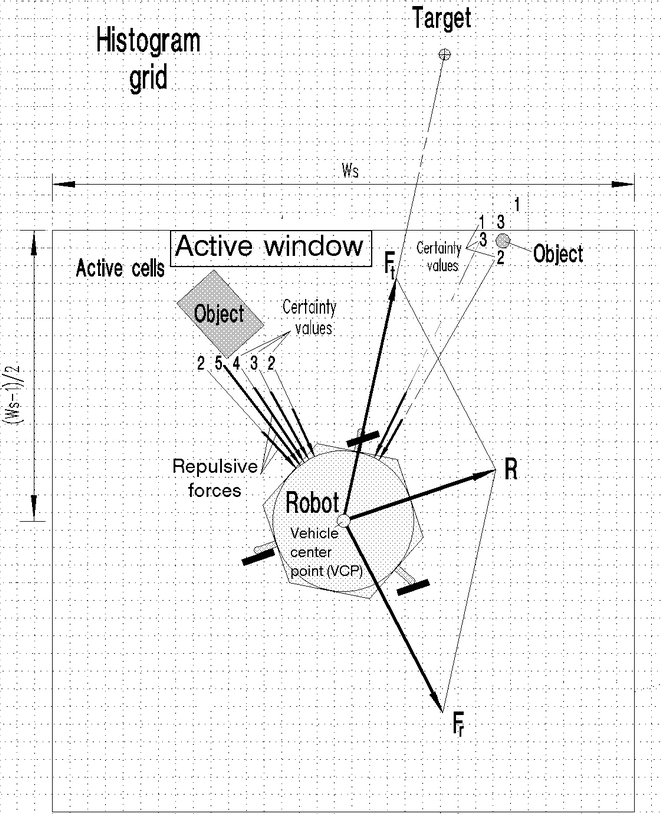 Target
Histogram
grid
Ws
1
1 3
3
Certainty
values
2
Object
Active window
Active cells
Ft
Object
Certainty
values
2 5 4 3 2
(Ws-1)/2
Repulsive
forces
R
Robot
Vehicle
center
point (VCP)
Fr